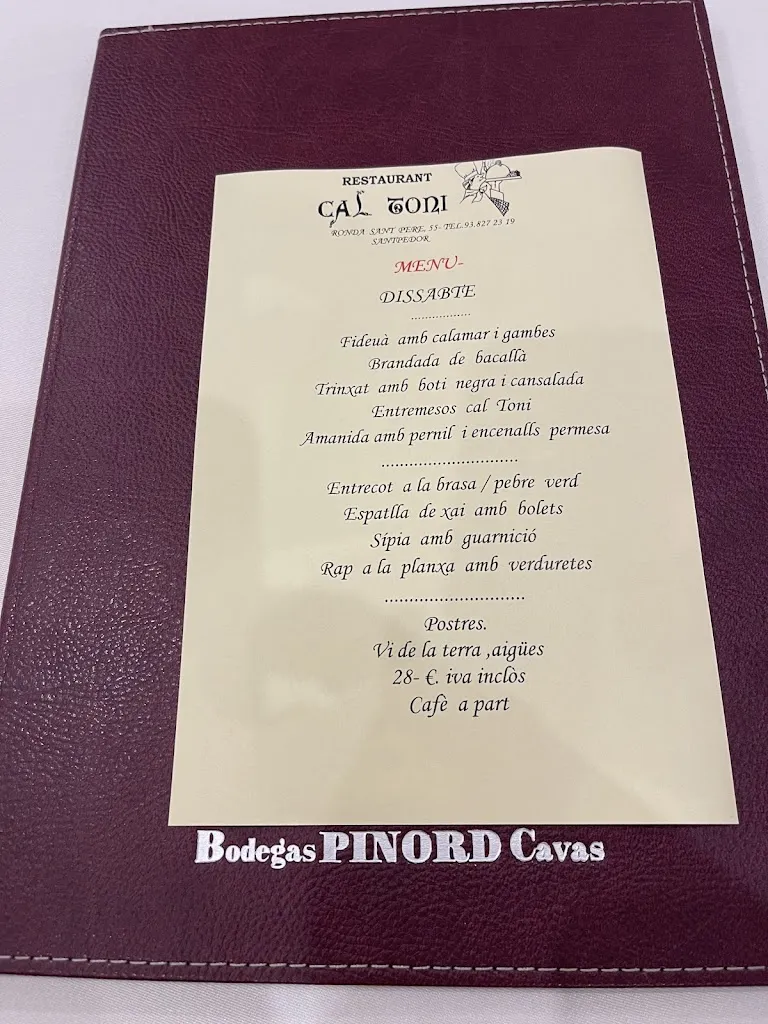 RESTAURANT
CAL TONI
RONDA SANT PERE, 55- TEL.93.827 23 19
SANTPEDOR
MENU-
DISSABTE
..................
Fideuà amb calamar i gambes
Brandada de bacallà
Trinxat amb boti negra i cansalada
Entremesos cal Toni
Amanida amb pernil i encenalls permesa
.............................
Entrecot a la brasa / pebre verd
Espatlla de xai amb bolets
Sípia amb guarnició
Rap a la planxa amb verduretes
.............................
Postres.
Vi de la terra ,aigües
28- €. iva inclòs
Cafè a part
Bodegas PINORD Cavas